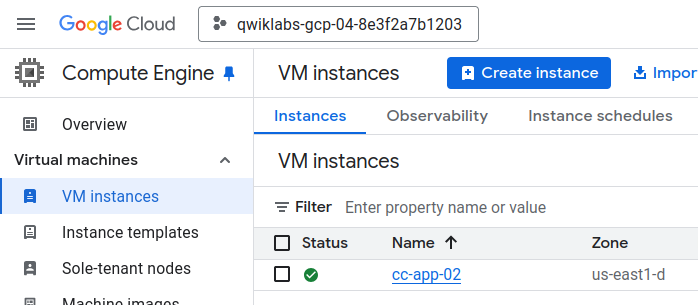 Google Cloud qwiklabs-gcp-04-8e3f2a7b1203
Compute Engine VM instances Create instance Impor
Overview Instances Observability Instance schedules
Virtual machines VM instances
VM instances Filter Enter property name or value
Instance templates Status Name Zone
Sole-tenant nodes cc-app-02 us-east1-d
Machine images